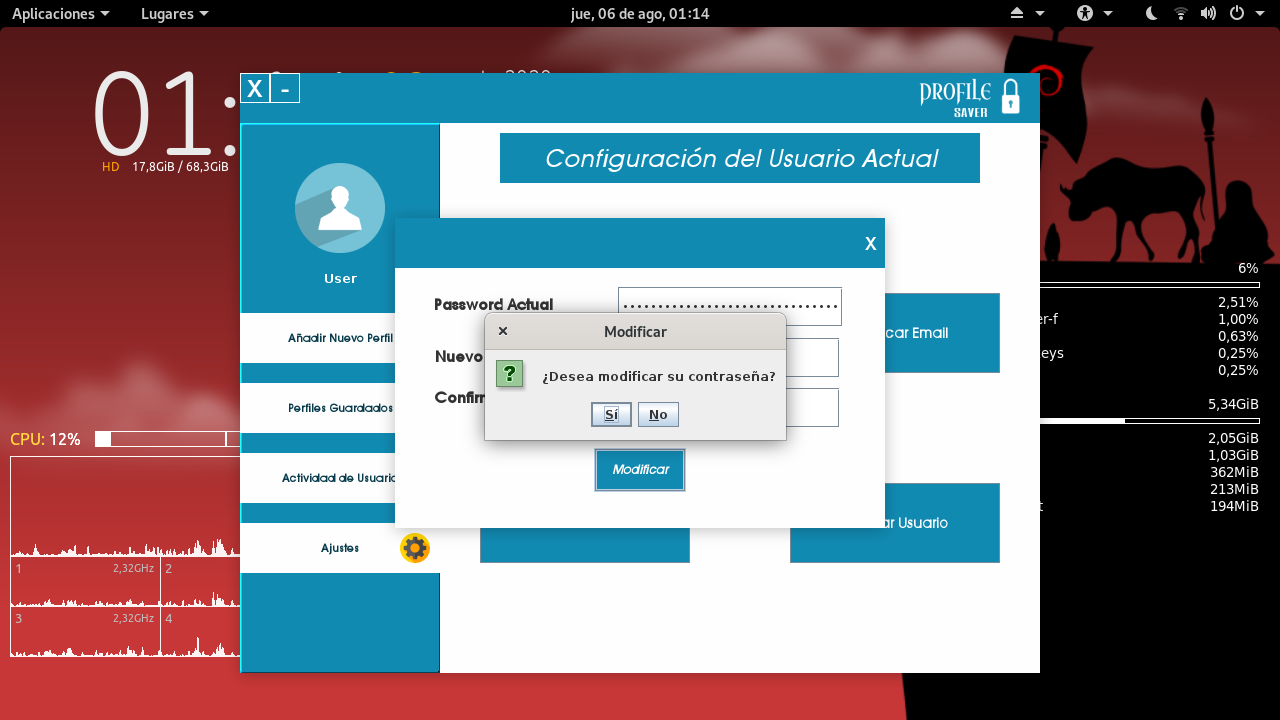 Aplicaciones Lugares jue, 06 de ago, 01:14
01:
HD 17,8GiB / 68,3GiB
X -
PROFILE
SAVER
Configuración del Usuario Actual
User
X
Password Actual
Modificar
¿Desea modificar su contraseña?
Sí No
Nuevo
Modificar
Añadir Nuevo Perfil
Perfiles Guardados
Actividad de Usuario
Ajustes
car Email
ar Usuario
CPU: 12%
1 2,32GHz 2
3 2,32GHz 4
6%
2,51%
er-f 1,00%
0,63%
eys 0,25%
0,25%
5,34GiB
2,05GiB
1,03GiB
362MiB
213MiB
t 194MiB